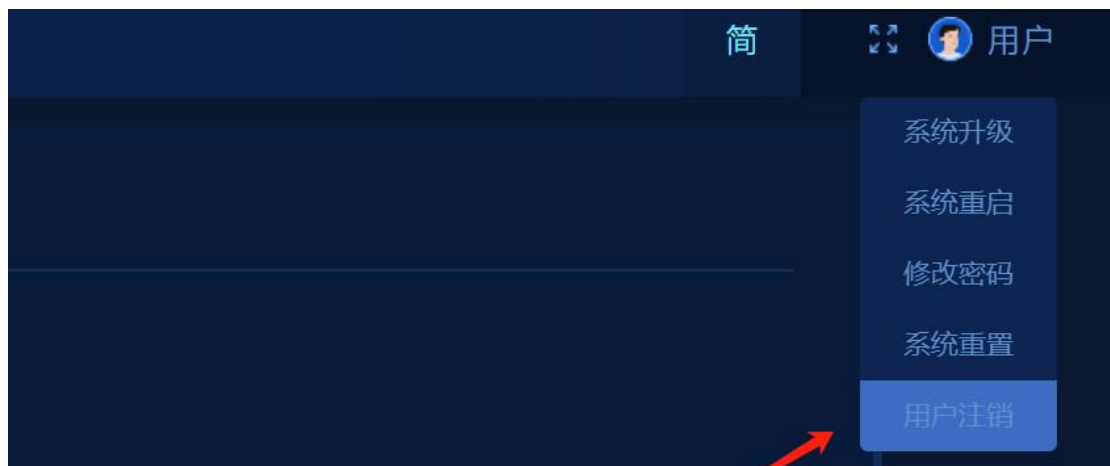 简
用户
系统升级
系统重启
修改密码
系统重置
用户注销